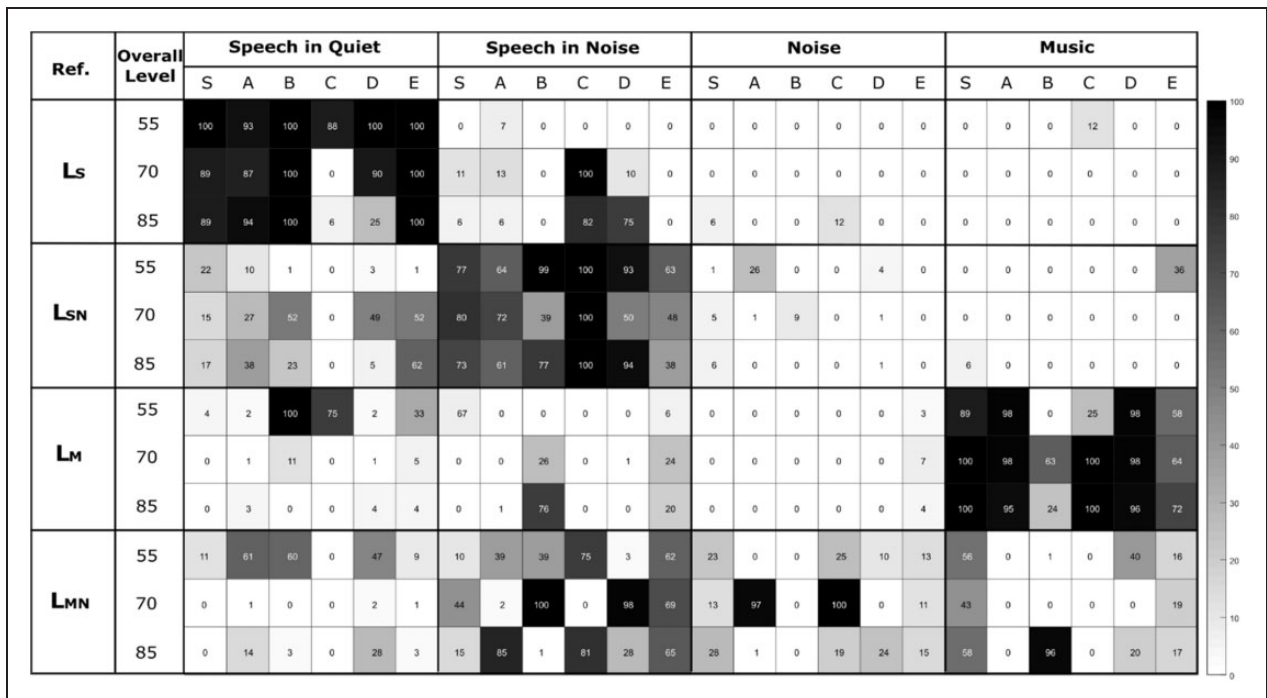 Ref. Overall Level Speech in Quiet Speech in Noise Noise Music
S A B C D E S A B C D E S A B C D E S A B C D E
LS 55 100 93 100 88 100 100 0 7 0 0 0 0 0 0 0 0 0 0 0 0 0 12 0 0
70 89 87 100 0 90 100 11 13 0 100 10 0 0 0 0 0 0 0 0 0 0 0 0 0
85 89 94 100 6 25 100 6 6 0 82 75 0 6 0 0 12 0 0 0 0 0 0 0 0
LSN 55 22 10 1 0 3 1 77 64 99 100 93 63 1 26 0 0 4 0 0 0 0 0 0 36
70 15 27 52 0 49 52 80 72 39 100 50 48 5 1 9 0 1 0 0 0 0 0 0 0
85 17 38 23 0 5 62 73 61 77 100 94 38 6 0 0 0 1 0 6 0 0 0 0 0
LM 55 4 2 100 75 2 33 67 0 0 0 0 6 0 0 0 0 0 3 89 98 0 25 98 58
70 0 1 11 0 1 5 0 0 26 0 1 24 0 0 0 0 0 7 100 98 63 100 98 64
85 0 3 0 0 4 4 0 1 76 0 0 20 0 0 0 0 0 4 100 95 24 100 96 72
LMN 55 11 61 60 0 47 9 10 39 39 75 3 62 23 0 0 25 10 13 56 0 1 0 40 16
70 0 1 0 0 2 1 44 2 100 0 98 69 13 97 0 100 0 11 43 0 0 0 0 19
85 0 14 3 0 28 3 15 85 1 81 28 65 28 1 0 19 24 15 58 0 96 0 20 17
100
90
80
70
60
50
40
30
20
10
0